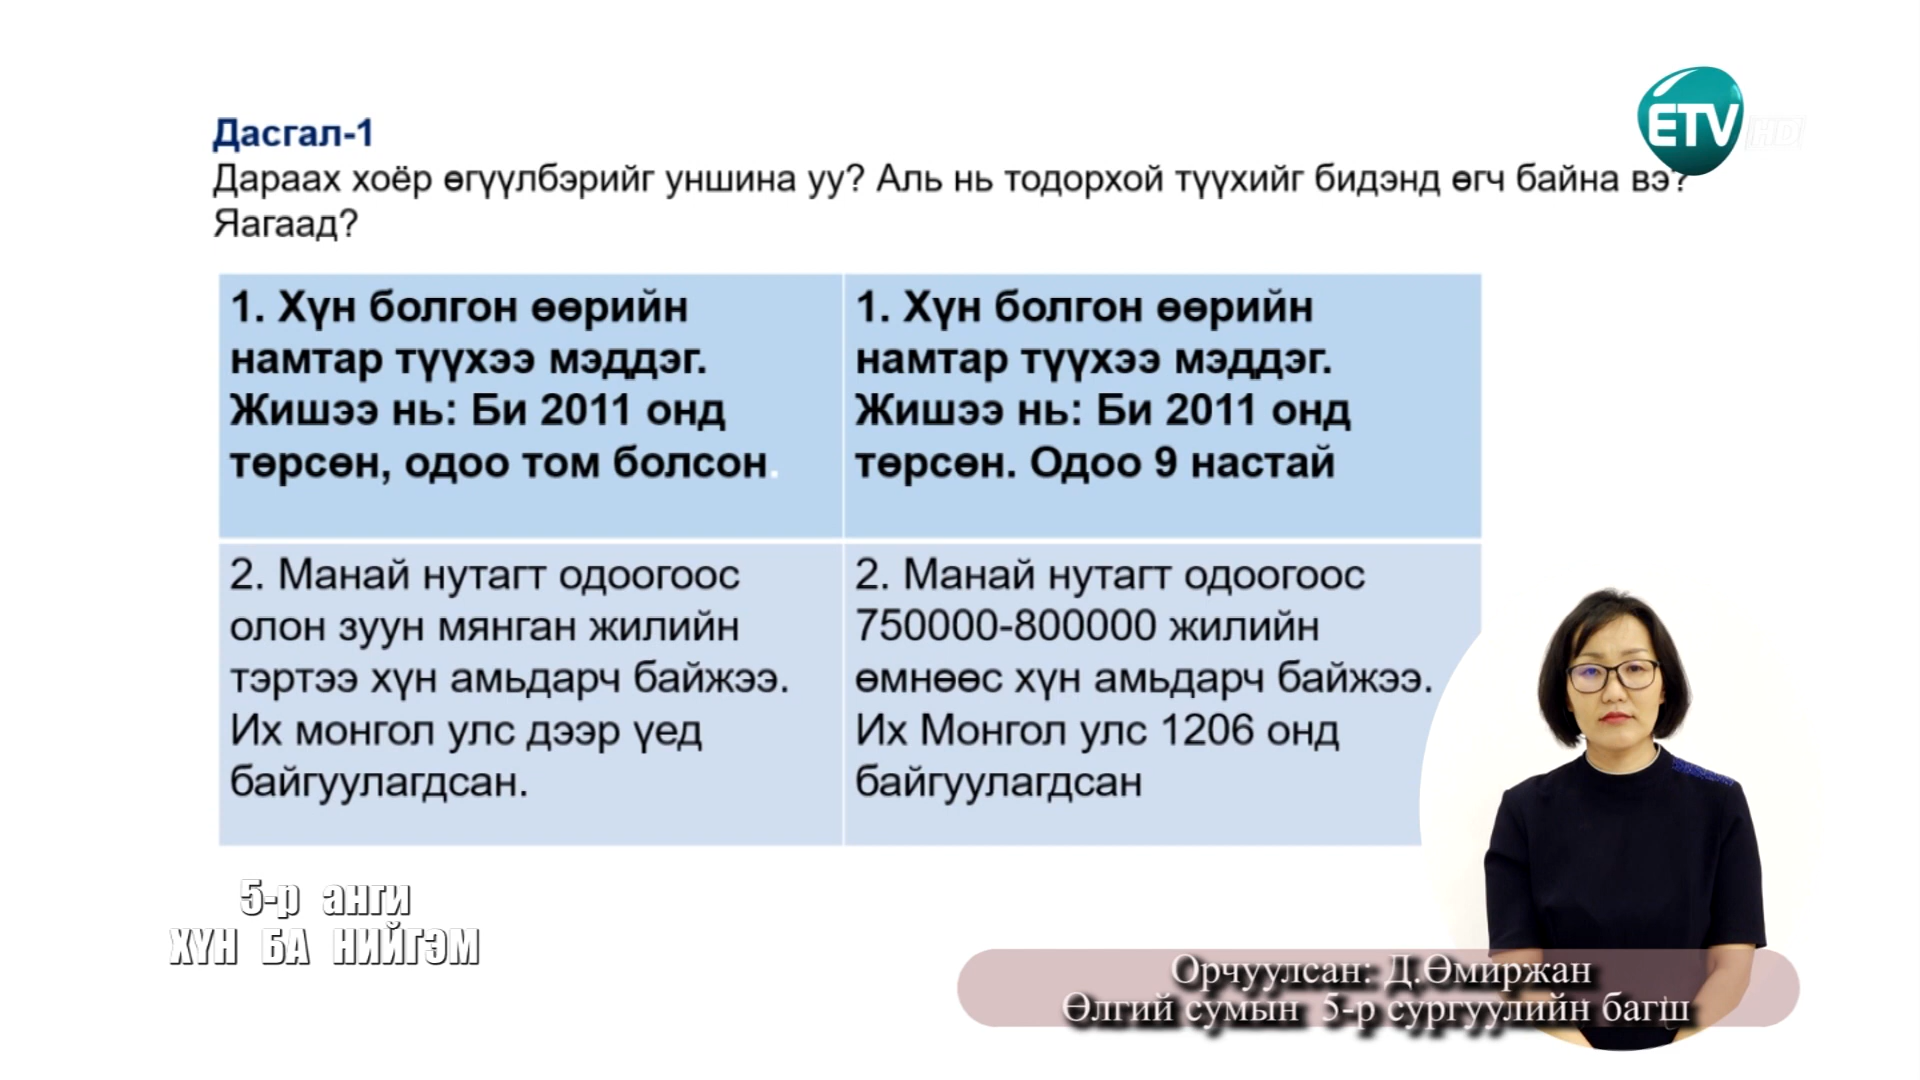 ETV HD
Дасгал-1
Дараах хоёр өгүүлбэрийг уншина уу? Аль нь тодорхой түүхийг бидэнд өгч байна вэ?
Яагаад?
1. Хүн болгон өөрийн
намтар түүхээ мэддэг.
Жишээ нь: Би 2011 онд
төрсөн, одоо том болсон.
1. Хүн болгон өөрийн
намтар түүхээ мэддэг.
Жишээ нь: Би 2011 онд
төрсөн. Одоо 9 настай
2. Манай нутагт одоогоос
олон зуун мянган жилийн
тэртээ хүн амьдарч байжээ.
Их монгол улс дээр үед
байгуулагдсан.
2. Манай нутагт одоогоос
750000-800000 жилийн
өмнөөс хүн амьдарч байжээ.
Их Монгол улс 1206 онд
байгуулагдсан
5-р анги
ХҮН БА НИЙГЭМ
Орчуулсан: Д.Өмиржан
Өлгий сумын 5-р сургуулийн багш